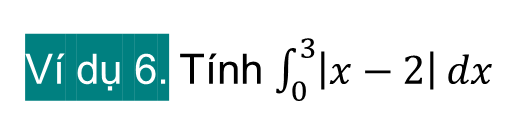 Ví dụ 6. Tính ∫₀³|x − 2| dx